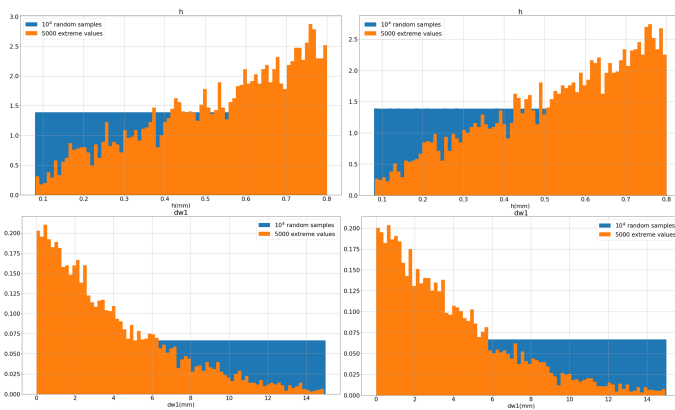 h
10⁴ random samples
5000 extreme values
3.0
2.5
2.0
1.5
1.0
0.5
0.0
0.1 0.2 0.3 0.4 0.5 0.6 0.7 0.8
h(mm)
h
10⁴ random samples
5000 extreme values
2.5
2.0
1.5
1.0
0.5
0.0
0.1 0.2 0.3 0.4 0.5 0.6 0.7 0.8
h(mm)
dw1
10⁴ random samples
5000 extreme values
0.200
0.175
0.150
0.125
0.100
0.075
0.050
0.025
0.000
0 2 4 6 8 10 12 14
dw1(mm)
dw1
10⁴ random samples
5000 extreme values
0.200
0.175
0.150
0.125
0.100
0.075
0.050
0.025
0.000
0 2 4 6 8 10 12 14
dw1(mm)